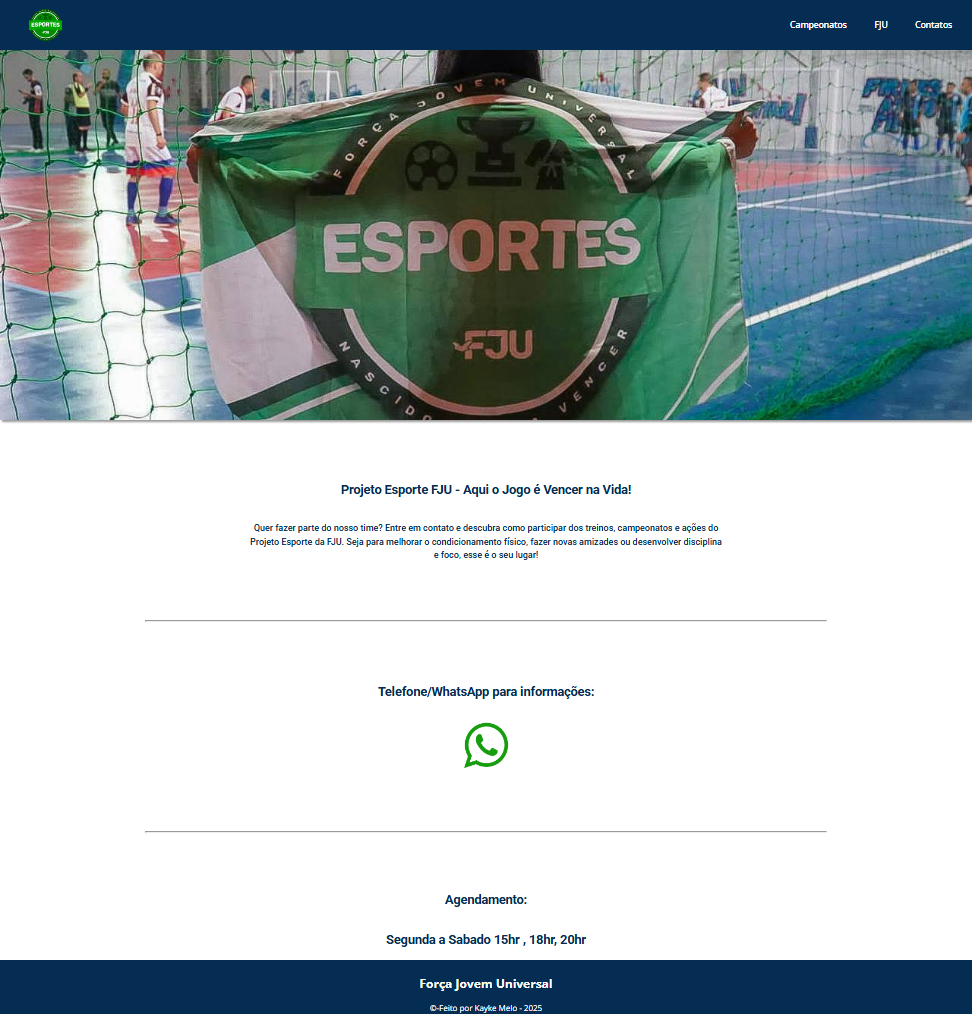 ESPORTES
FJU
Campeonatos
FJU
Contatos
FORÇA JOVEM UNIVERSAL
ESPORTES
FJU
NASCIDO
A VENCER
Projeto Esporte FJU - Aqui o Jogo é Vencer na Vida!
Quer fazer parte do nosso time? Entre em contato e descubra como participar dos treinos, campeonatos e ações do
Projeto Esporte da FJU. Seja para melhorar o condicionamento físico, fazer novas amizades ou desenvolver disciplina
e foco, esse é o seu lugar!
Telefone/WhatsApp para informações:
Agendamento:
Segunda a Sabado 15hr , 18hr, 20hr
Força Jovem Universal
©-Feito por Kayke Melo - 2025